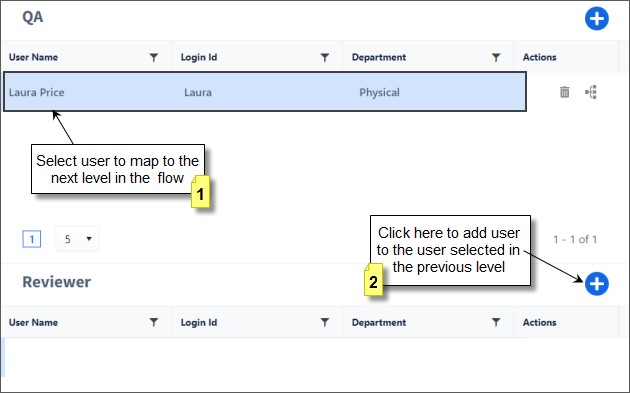 QA
User Name Login Id Department Actions
Laura Price Laura Physical
Select user to map to the
next level in the flow
1
1 5 1 - 1 of 1
Click here to add user
to the user selected in
the previous level
2
Reviewer
User Name Login Id Department Actions